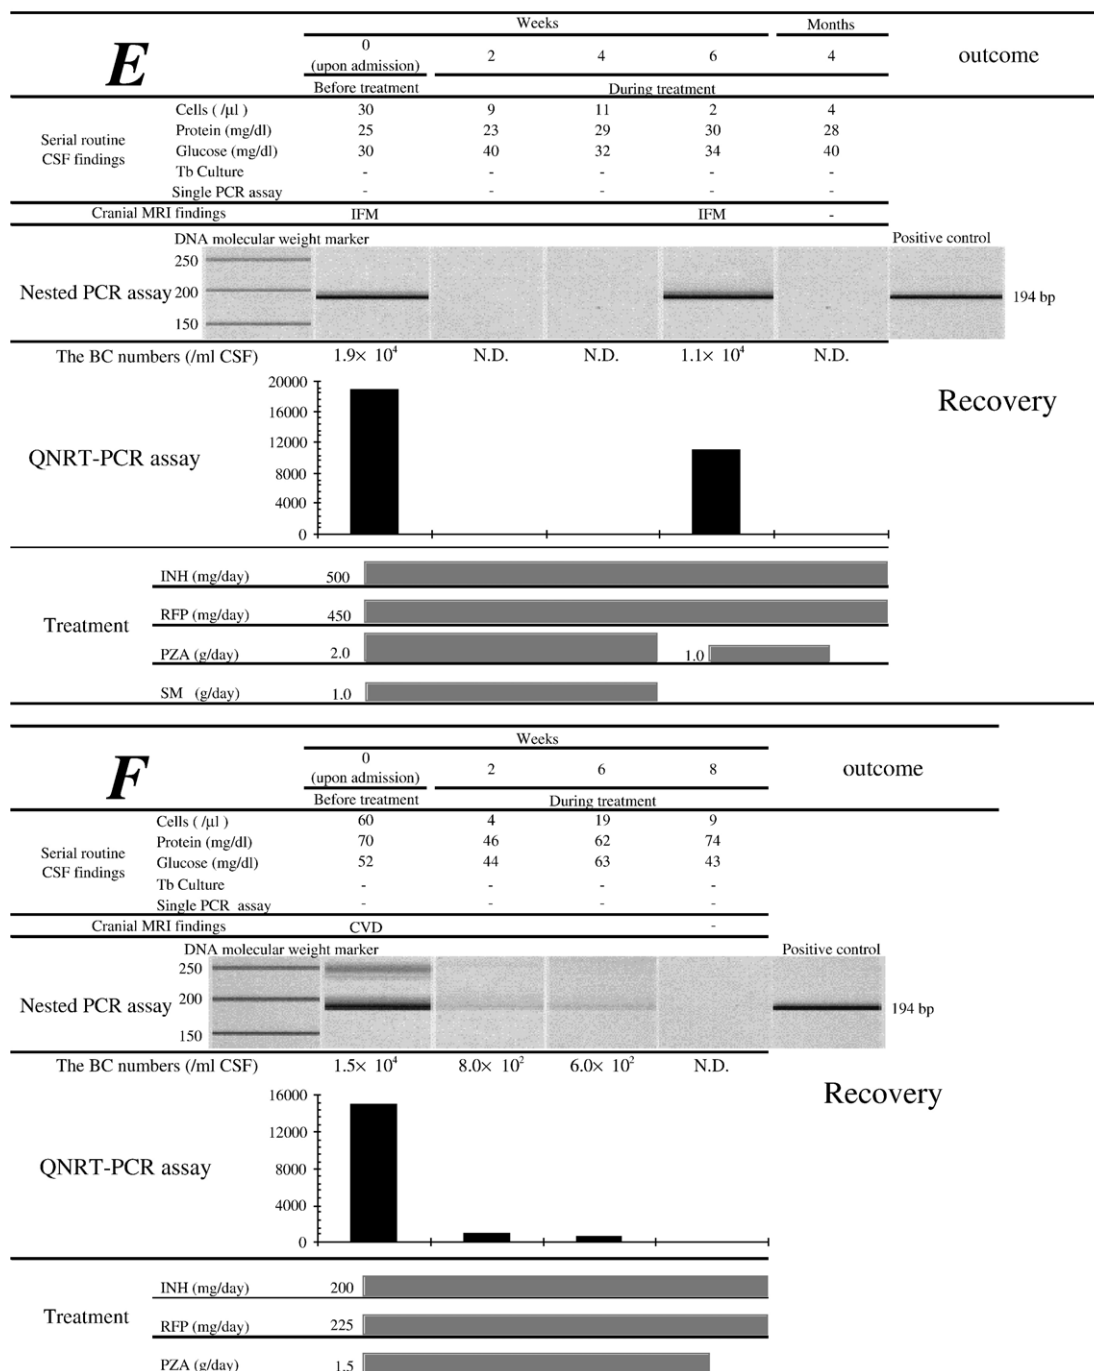 Weeks Months
E 0 2 4 6 4 outcome
(upon admission)
Before treatment During treatment
Serial routine CSF findings
Cells ( /μl ) 30 9 11 2 4
Protein (mg/dl) 25 23 29 30 28
Glucose (mg/dl) 30 40 32 34 40
Tb Culture - - - - -
Single PCR assay - - - - -
Cranial MRI findings IFM IFM -
DNA molecular weight marker Positive control
250
Nested PCR assay 200 194 bp
150
The BC numbers (/ml CSF) 1.9× 10⁴ N.D. N.D. 1.1× 10⁴ N.D.
20000
Recovery
16000
12000
QNRT-PCR assay
8000
4000
0
INH (mg/day) 500
RFP (mg/day) 450
Treatment
PZA (g/day) 2.0 1.0
SM (g/day) 1.0
Weeks
F 0 2 6 8 outcome
(upon admission)
Before treatment During treatment
Serial routine CSF findings
Cells ( /μl ) 60 4 19 9
Protein (mg/dl) 70 46 62 74
Glucose (mg/dl) 52 44 63 43
Tb Culture - - - -
Single PCR assay - - - -
Cranial MRI findings CVD -
DNA molecular weight marker Positive control
250
Nested PCR assay 200 194 bp
150
The BC numbers (/ml CSF) 1.5× 10⁴ 8.0× 10² 6.0× 10² N.D.
Recovery
16000
12000
QNRT-PCR assay
8000
4000
0
INH (mg/day) 200
Treatment
RFP (mg/day) 225
PZA (g/day) 1.5